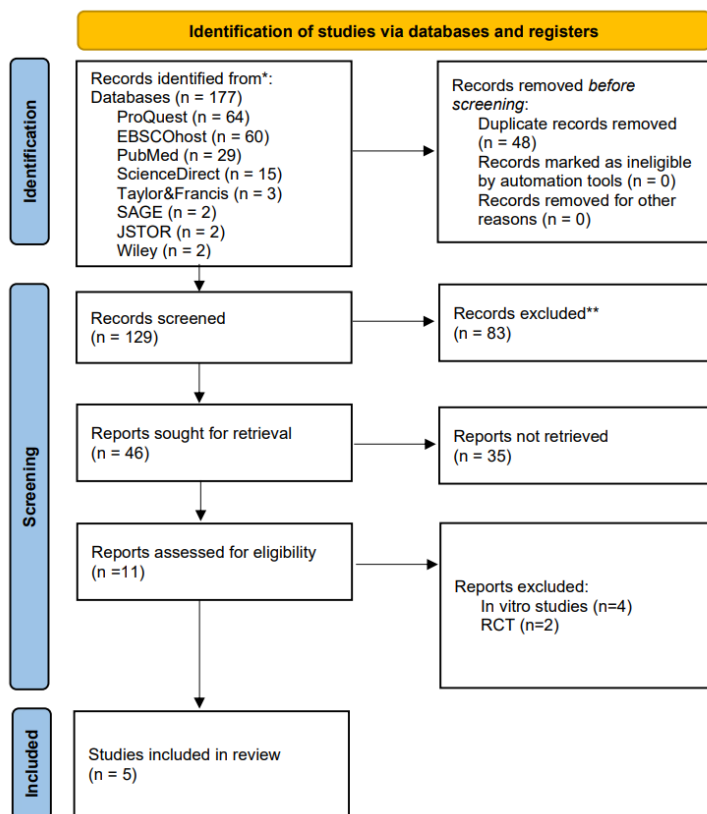 Identification of studies via databases and registers
Identification
Records identified from*:
Databases (n = 177)
ProQuest (n = 64)
EBSCOhost (n = 60)
PubMed (n = 29)
ScienceDirect (n = 15)
Taylor&Francis (n = 3)
SAGE (n = 2)
JSTOR (n = 2)
Wiley (n = 2)
Records removed before
screening:
Duplicate records removed
(n = 48)
Records marked as ineligible
by automation tools (n = 0)
Records removed for other
reasons (n = 0)
Screening
Records screened
(n = 129)
Records excluded**
(n = 83)
Reports sought for retrieval
(n = 46)
Reports not retrieved
(n = 35)
Reports assessed for eligibility
(n =11)
Reports excluded:
In vitro studies (n=4)
RCT (n=2)
Included
Studies included in review
(n = 5)